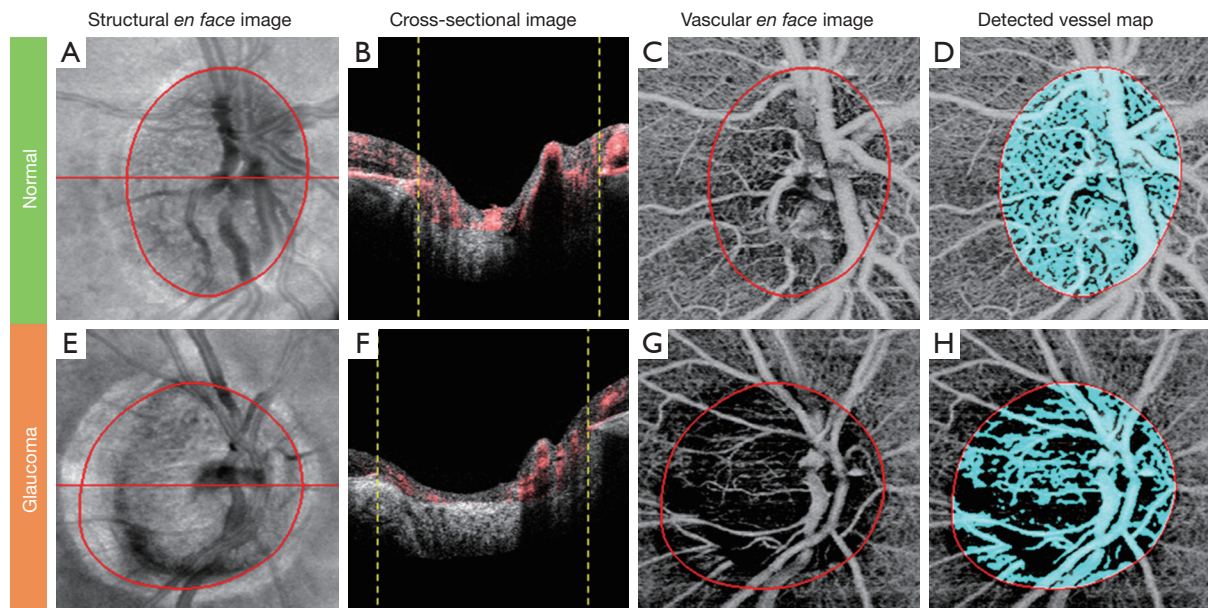 Structural en face image
Cross-sectional image
Vascular en face image
Detected vessel map
Normal
A
B
C
D
Glaucoma
E
F
G
H